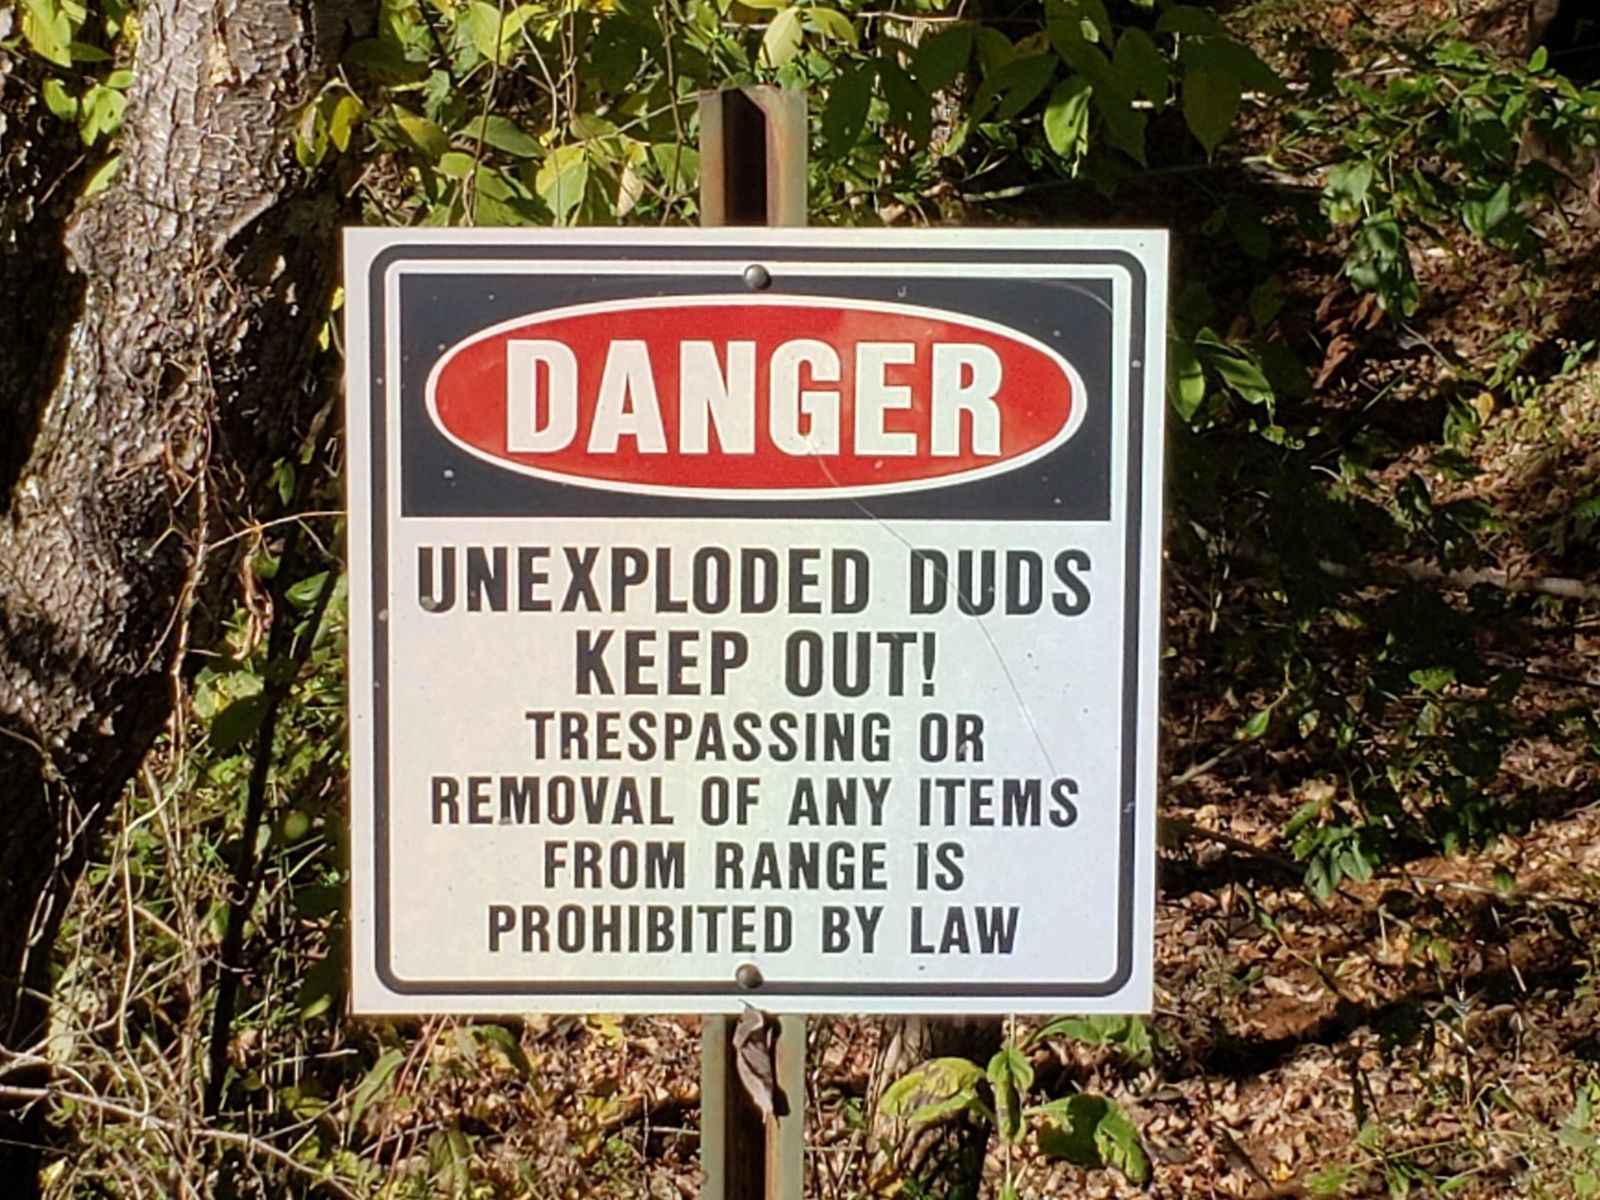 DANGER
UNEXPLODED DUDS
KEEP OUT!
TRESPASSING OR
REMOVAL OF ANY ITEMS
FROM RANGE IS
PROHIBITED BY LAW